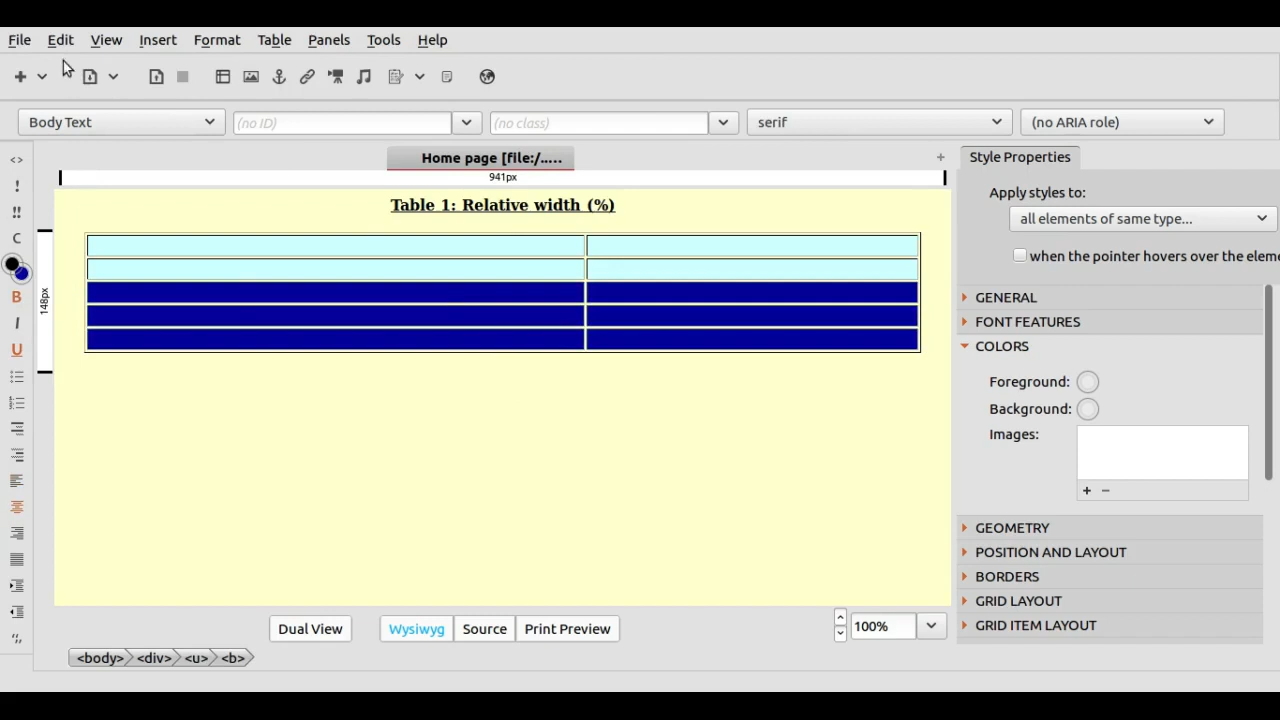 File Edit View Insert Format Table Panels Tools Help
Body Text (no ID) (no class) serif (no ARIA role)
Home page [file:/..... + Style Properties
941px
Apply styles to:
Table 1: Relative width (%)
all elements of same type...
C
when the pointer hovers over the eleme
148px
B
GENERAL
I
FONT FEATURES
U
COLORS
Foreground:
Background:
Images:
+ −
GEOMETRY
POSITION AND LAYOUT
BORDERS
GRID LAYOUT
Dual View Wysiwyg Source Print Preview 100%
GRID ITEM LAYOUT
<body> <div> <u> <b>